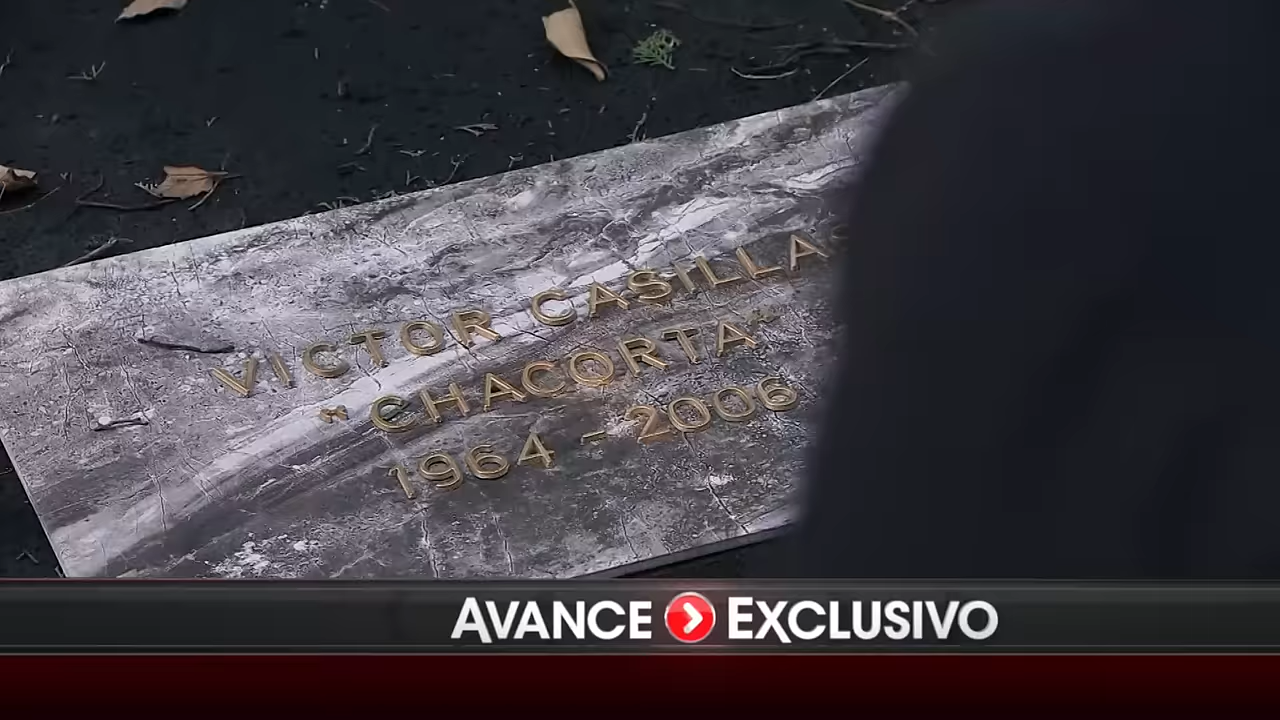 VICTOR CASILLAS
"CHACORTA"
1964 - 2006
AVANCE EXCLUSIVO